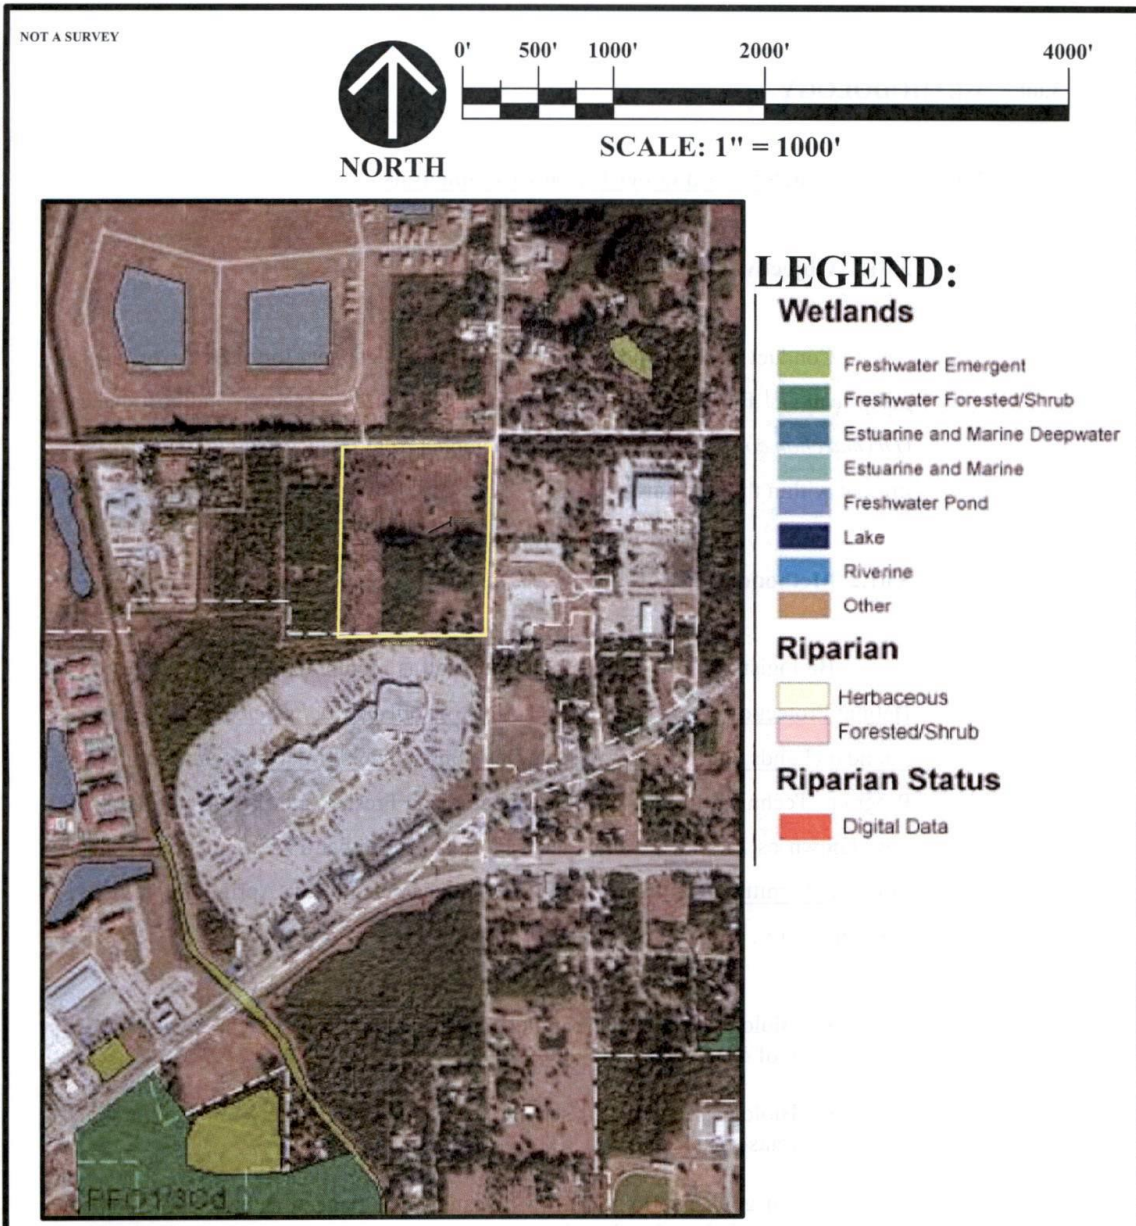 NOT A SURVEY
0' 500' 1000' 2000' 4000'
NORTH
SCALE: 1" = 1000'
LEGEND:
Wetlands
Freshwater Emergent
Freshwater Forested/Shrub
Estuarine and Marine Deepwater
Estuarine and Marine
Freshwater Pond
Lake
Riverine
Other
Riparian
Herbaceous
Forested/Shrub
Riparian Status
Digital Data
PFO1/3Cd